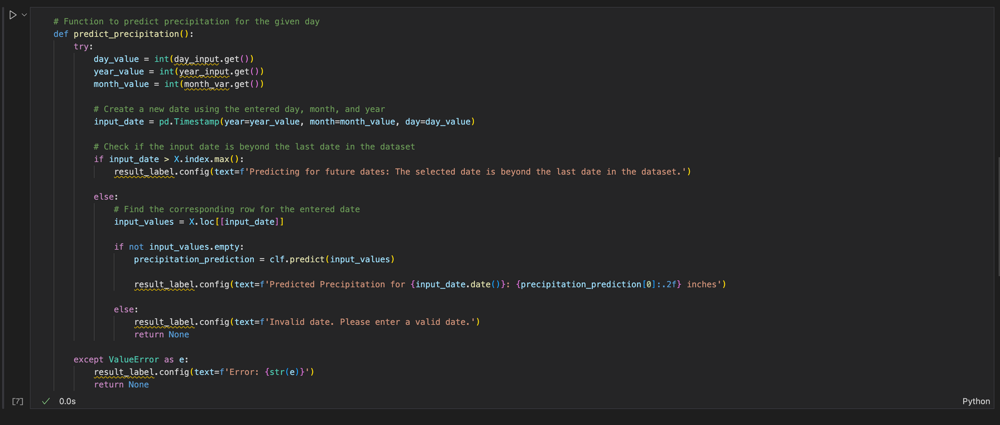 # Function to predict precipitation for the given day
def predict_precipitation():
    try:
        day_value = int(day_input.get())
        year_value = int(year_input.get())
        month_value = int(month_var.get())

        # Create a new date using the entered day, month, and year
        input_date = pd.Timestamp(year=year_value, month=month_value, day=day_value)

        # Check if the input date is beyond the last date in the dataset
        if input_date > X.index.max():
            result_label.config(text=f'Predicting for future dates: The selected date is beyond the last date in the dataset.')

        else:
            # Find the corresponding row for the entered date
            input_values = X.loc[[input_date]]

            if not input_values.empty:
                precipitation_prediction = clf.predict(input_values)

                result_label.config(text=f'Predicted Precipitation for {input_date.date()}: {precipitation_prediction[0]:.2f} inches')

            else:
                result_label.config(text=f'Invalid date. Please enter a valid date.')
                return None

    except ValueError as e:
        result_label.config(text=f'Error: {str(e)}')
        return None
[7] 0.0s Python